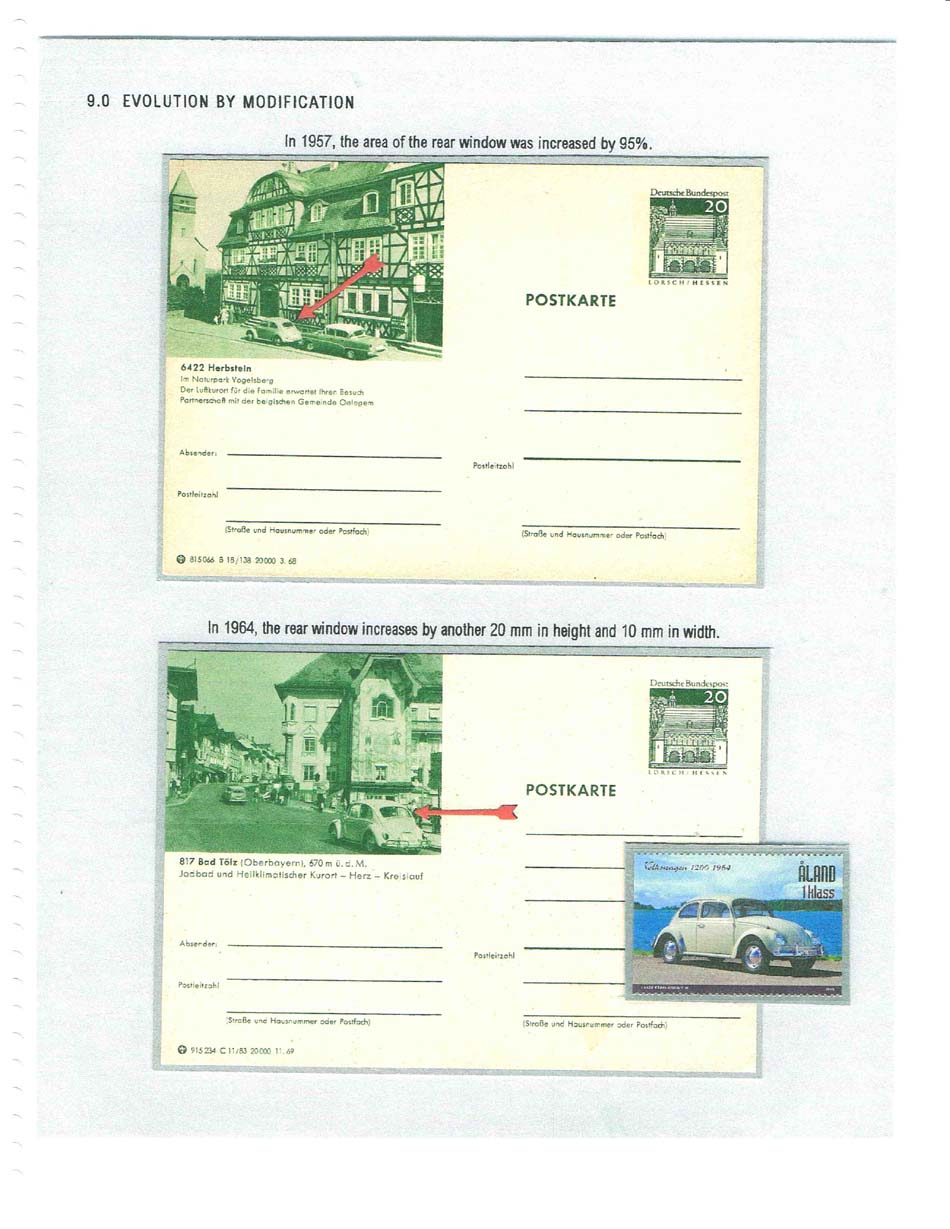 9.0 EVOLUTION BY MODIFICATION
In 1957, the area of the rear window was increased by 95%.
Deutsche Bundespost
20
LORSCH/HESSEN
POSTKARTE
6422 Herbstein
Im Naturpark Vogelsberg
Der Luftkurort für die Familie erwartet Ihren Besuch
Partnerschaft mit der belgischen Gemeinde Oelegem
Absender:
Postleitzahl
Postleitzahl
(Straße und Hausnummer oder Postfach)
(Straße und Hausnummer oder Postfach)
815066 B 18/138 20000 3. 68
In 1964, the rear window increases by another 20 mm in height and 10 mm in width.
Deutsche Bundespost
20
LORSCH/HESSEN
POSTKARTE
817 Bad Tölz (Oberbayern), 670 m ü. d. M.
Jodbad und Heilklimatischer Kurort – Herz – Kreislauf
Volkswagen 1200 1964
ÅLAND
1 klass
Absender:
Postleitzahl
Postleitzahl
(Straße und Hausnummer oder Postfach)
(Straße und Hausnummer oder Postfach)
915234 C 11/83 20000 11. 69